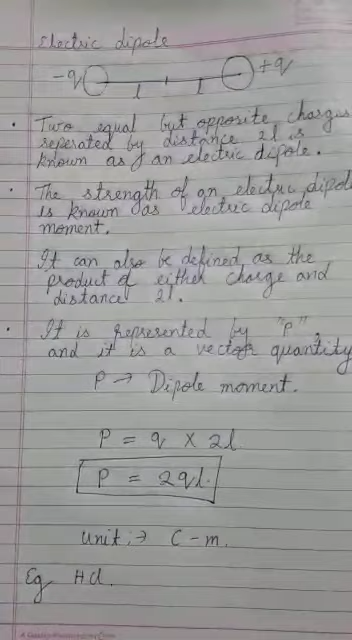 Electric dipole
-q +q
l l
• Two equal but opposite charges
seperated by distance 2l is
known as an electric dipole.
• The strength of an electric dipole
is known as electric dipole
moment.
It can also be defined as the
product of either charge and
distance 2l.
• It is represented by "p",
and it is a vector quantity
P → Dipole moment.
P = q × 2l
P = 2ql.
Unit → C-m.
Eg HCl.